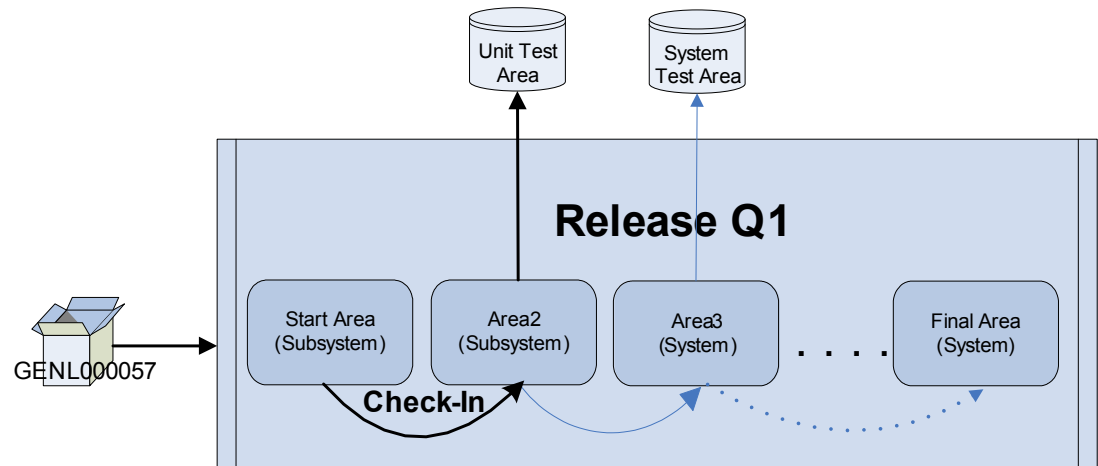 Unit Test
Area
System
Test Area
Release Q1
Start Area
(Subsystem)
Area2
(Subsystem)
Area3
(System)
. . . .
Final Area
(System)
GENL000057
Check-In